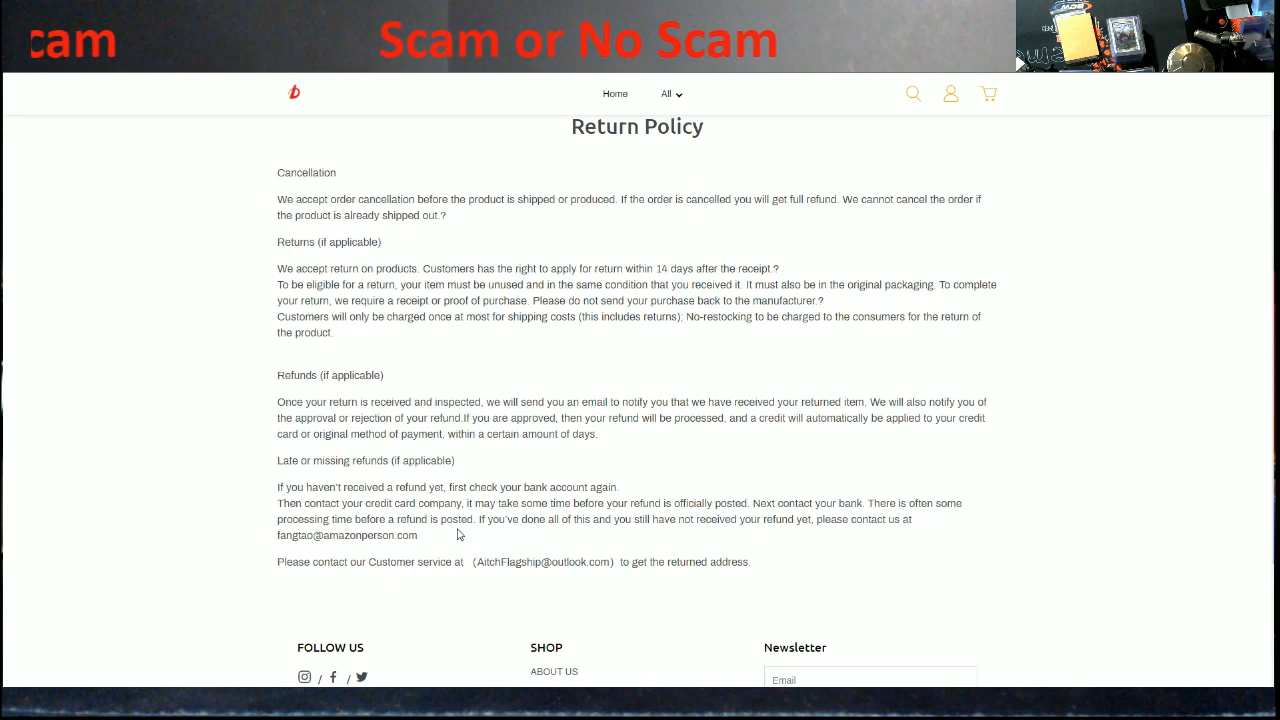 cam
Scam or No Scam
Home
All
Return Policy
Cancellation
We accept order cancellation before the product is shipped or produced. If the order is cancelled you will get full refund. We cannot cancel the order if
the product is already shipped out.?
Returns (if applicable)
We accept return on products. Customers has the right to apply for return within 14 days after the receipt.?
To be eligible for a return, your item must be unused and in the same condition that you received it. It must also be in the original packaging. To complete
your return, we require a receipt or proof of purchase. Please do not send your purchase back to the manufacturer.?
Customers will only be charged once at most for shipping costs (this includes returns); No-restocking to be charged to the consumers for the return of
the product.
Refunds (if applicable)
Once your return is received and inspected, we will send you an email to notify you that we have received your returned item. We will also notify you of
the approval or rejection of your refund.If you are approved, then your refund will be processed, and a credit will automatically be applied to your credit
card or original method of payment, within a certain amount of days.
Late or missing refunds (if applicable)
If you haven't received a refund yet, first check your bank account again.
Then contact your credit card company, it may take some time before your refund is officially posted. Next contact your bank. There is often some
processing time before a refund is posted. If you've done all of this and you still have not received your refund yet, please contact us at
fangtao@amazonperson.com
Please contact our Customer service at （AitchFlagship@outlook.com） to get the returned address.
FOLLOW US
/ /
SHOP
ABOUT US
Newsletter
Email